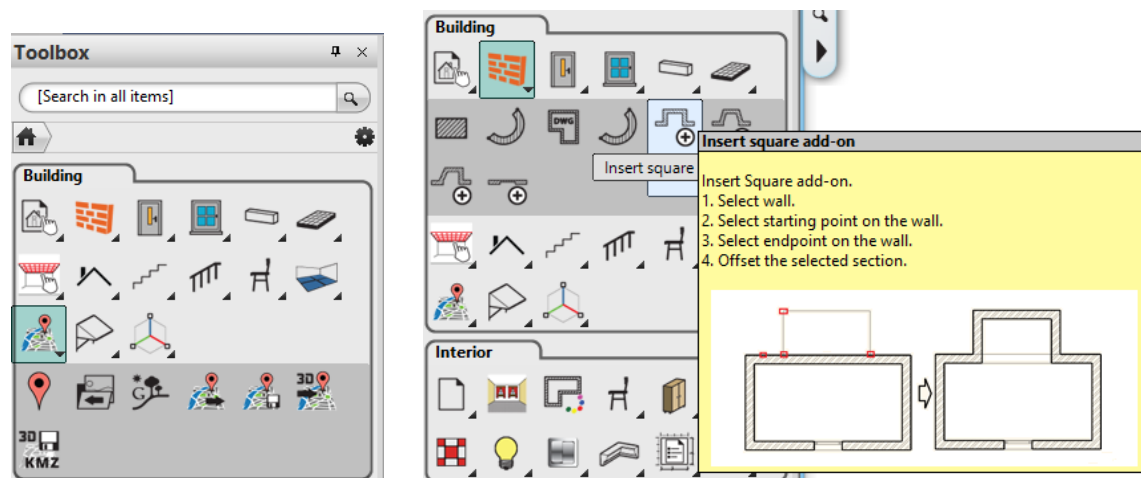 Toolbox
[Search in all items]
Building
G
3D
3D
KMZ
Building
DWG
Insert square
Insert square add-on
Insert Square add-on.
1. Select wall.
2. Select starting point on the wall.
3. Select endpoint on the wall.
4. Offset the selected section.
Interior